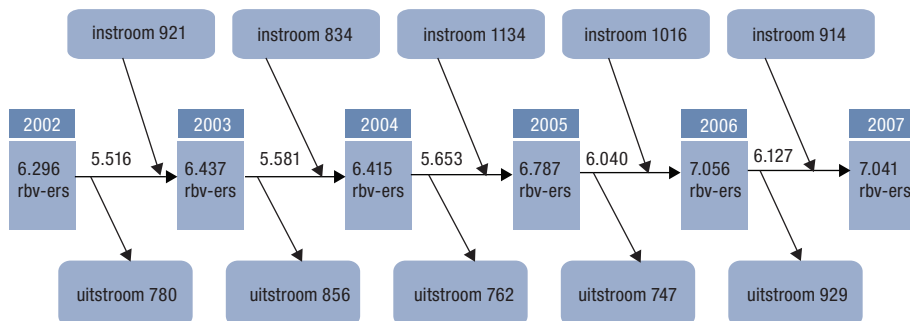 instroom 921
instroom 834
instroom 1134
instroom 1016
instroom 914
2002
2003
2004
2005
2006
2007
6.296
rbv-ers
5.516
6.437
rbv-ers
5.581
6.415
rbv-ers
5.653
6.787
rbv-ers
6.040
7.056
rbv-ers
6.127
7.041
rbv-ers
uitstroom 780
uitstroom 856
uitstroom 762
uitstroom 747
uitstroom 929